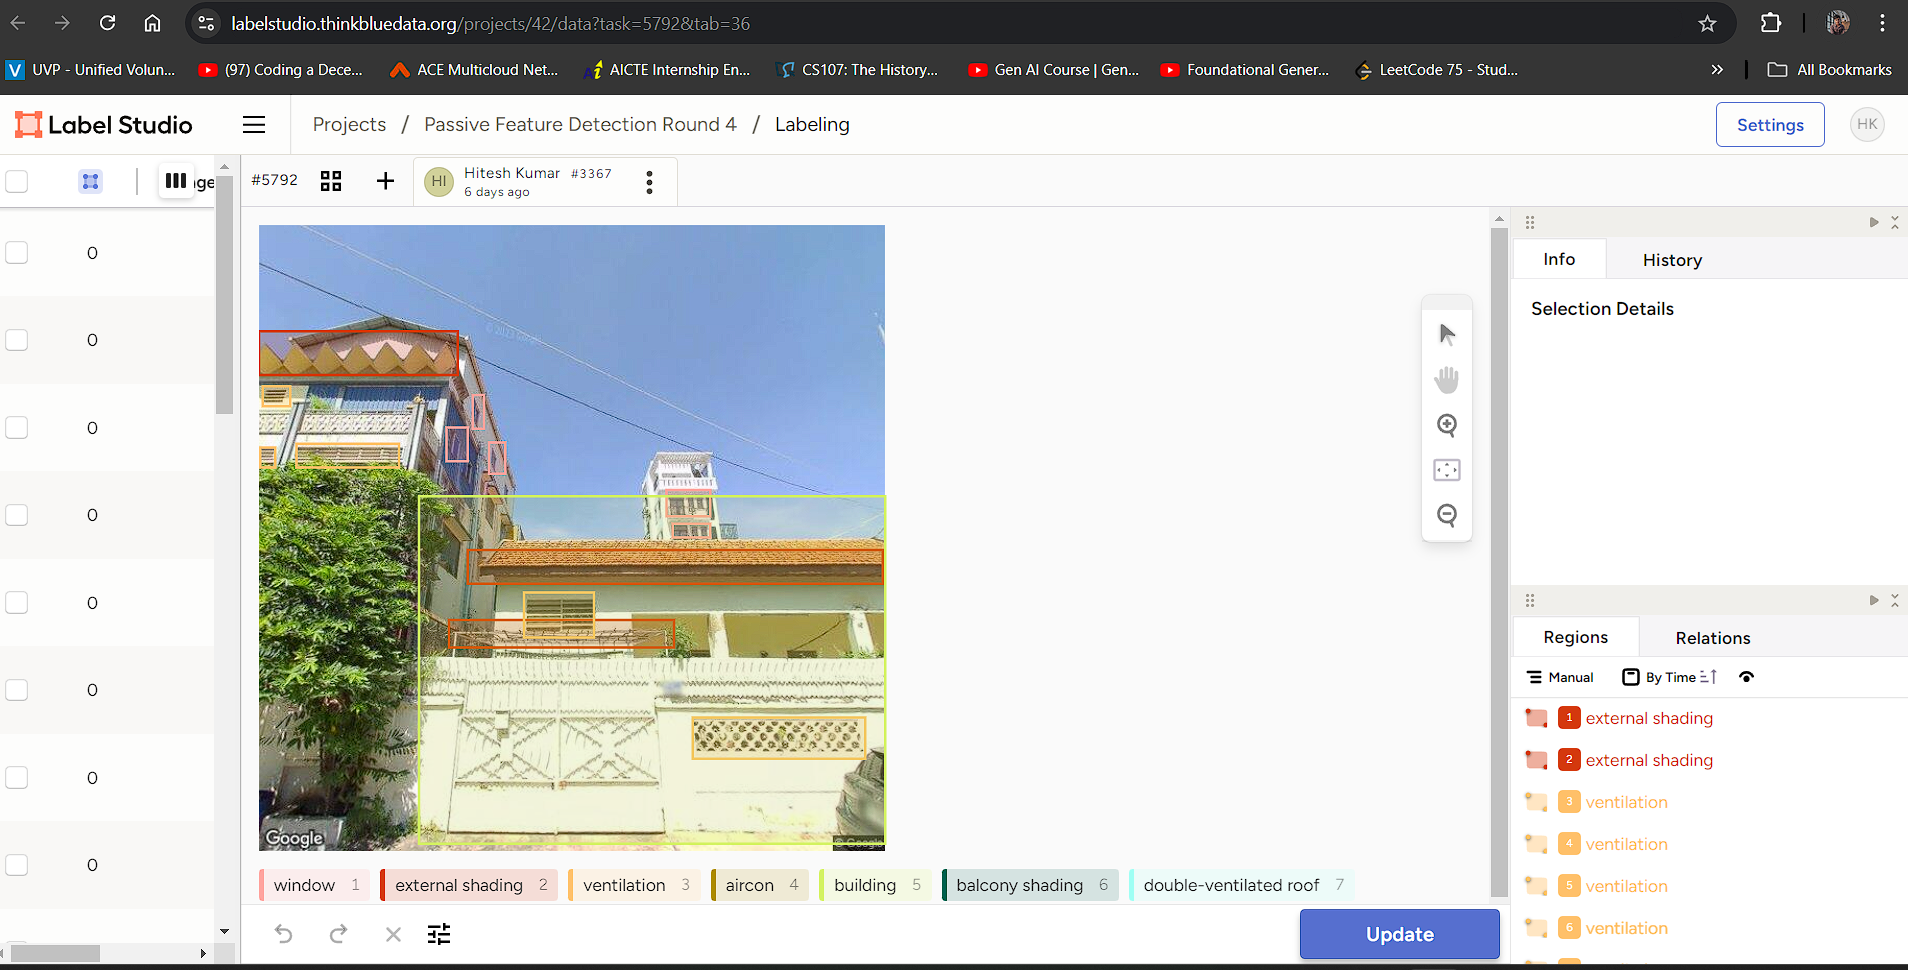 labelstudio.thinkbluedata.org/projects/42/data?task=5792&tab=36
UVP - Unified Volun...
(97) Coding a Dece...
ACE Multicloud Net...
AICTE Internship En...
CS107: The History...
Gen AI Course | Gen...
Foundational Gener...
LeetCode 75 - Stud...
All Bookmarks
Label Studio
Projects / Passive Feature Detection Round 4 / Labeling
Settings
HK
ge
#5792
HI
Hitesh Kumar #3367
6 days ago
0
0
0
0
0
0
0
0
© 2023 Google
Google
© Google
window 1
external shading 2
ventilation 3
aircon 4
building 5
balcony shading 6
double-ventilated roof 7
Update
Info
History
Selection Details
Regions
Relations
Manual
By Time
1 external shading
2 external shading
3 ventilation
4 ventilation
5 ventilation
6 ventilation